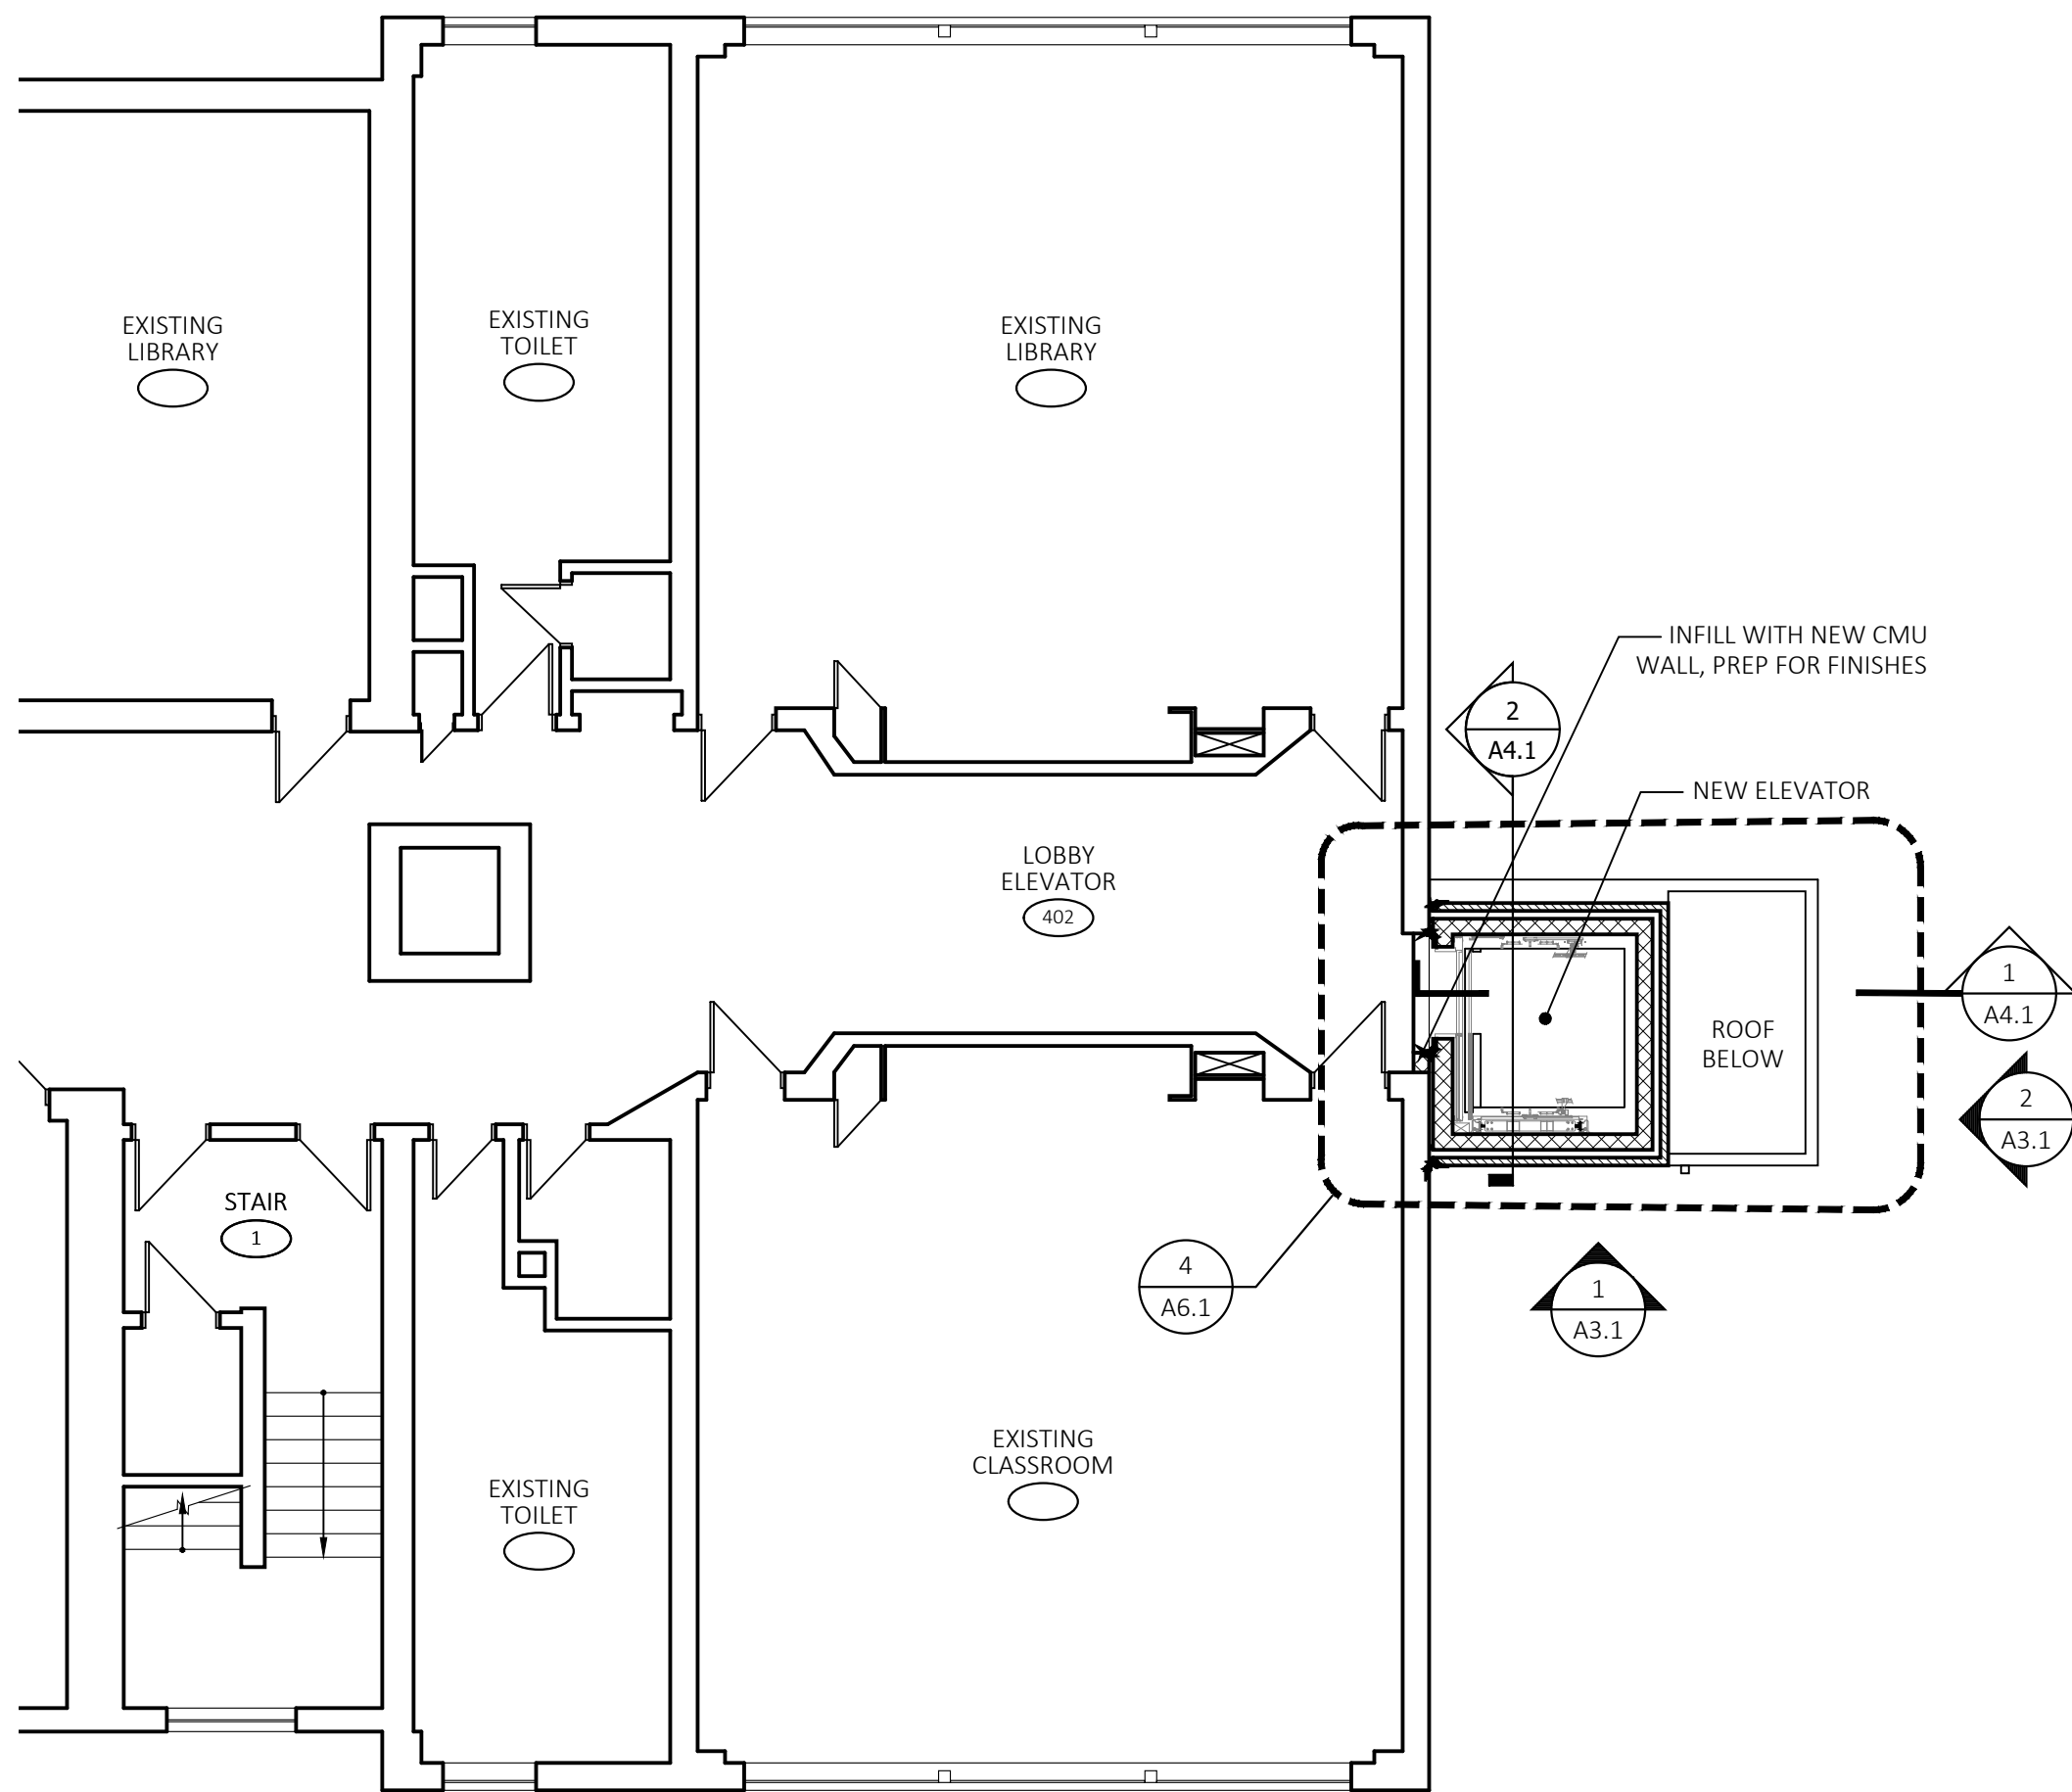 EXISTING
LIBRARY
EXISTING
TOILET
EXISTING
LIBRARY
INFILL WITH NEW CMU
WALL, PREP FOR FINISHES
2
A4.1
NEW ELEVATOR
LOBBY
ELEVATOR
402
1
A4.1
ROOF
BELOW
2
A3.1
STAIR
1
4
A6.1
1
A3.1
EXISTING
CLASSROOM
EXISTING
TOILET